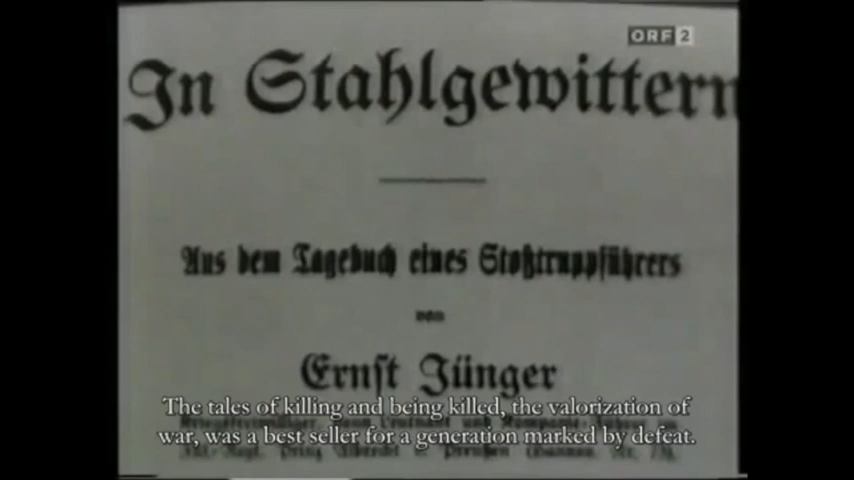 ORF 2
In Stahlgewittern
Aus dem Tagebuch eines Stoßtruppführers
von
Ernst Jünger
The tales of killing and being killed, the valorization of
war, was a best seller for a generation marked by defeat.